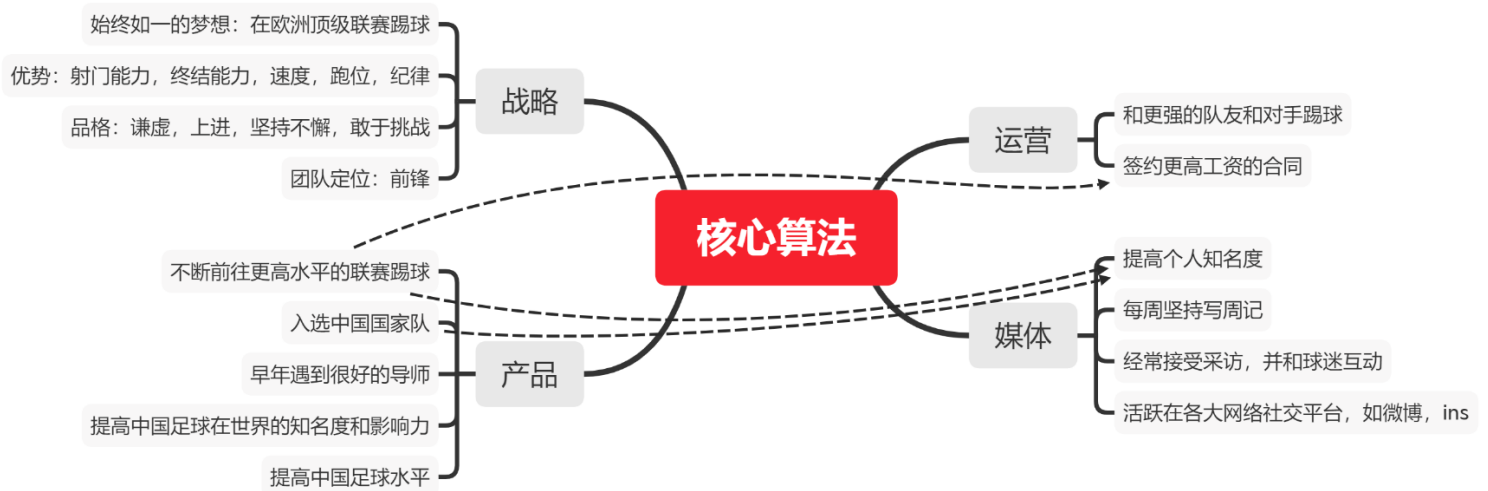 始终如一的梦想：在欧洲顶级联赛踢球
优势：射门能力，终结能力，速度，跑位，纪律
品格：谦虚，上进，坚持不懈，敢于挑战
团队定位：前锋
战略
不断前往更高水平的联赛踢球
入选中国国家队
早年遇到很好的导师
提高中国足球在世界的知名度和影响力
提高中国足球水平
产品
核心算法
运营
和更强的队友和对手踢球
签约更高工资的合同
媒体
提高个人知名度
每周坚持写周记
经常接受采访，并和球迷互动
活跃在各大网络社交平台，如微博，ins